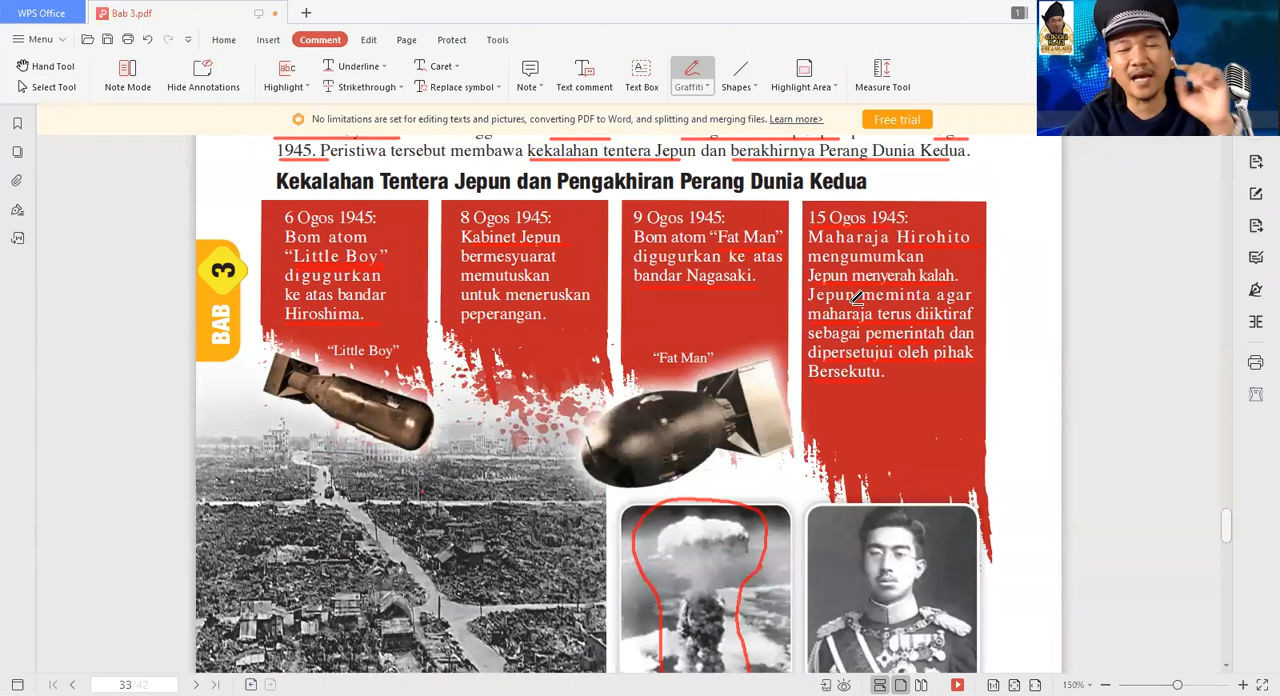 WPS Office
Bab 3.pdf
1
Menu
Home
Insert
Comment
Edit
Page
Protect
Tools
Hand Tool
Select Tool
Note Mode
Hide Annotations
abc
Highlight
Underline
Strikethrough
Caret
Replace symbol
Note
Text comment
Text Box
Graffiti
Shapes
Highlight Area
Measure Tool
No limitations are set for editing texts and pictures, converting PDF to Word, and splitting and merging files. Learn more>
Free trial
1945. Peristiwa tersebut membawa kekalahan tentera Jepun dan berakhirnya Perang Dunia Kedua.
Kekalahan Tentera Jepun dan Pengakhiran Perang Dunia Kedua
BAB 3
6 Ogos 1945:
Bom atom
“Little Boy”
digugurkan
ke atas bandar
Hiroshima.
“Little Boy”
8 Ogos 1945:
Kabinet Jepun
bermesyuarat
memutuskan
untuk meneruskan
peperangan.
9 Ogos 1945:
Bom atom “Fat Man”
digugurkan ke atas
bandar Nagasaki.
“Fat Man”
15 Ogos 1945:
Maharaja Hirohito
mengumumkan
Jepun menyerah kalah.
Jepun meminta agar
maharaja terus diiktiraf
sebagai pemerintah dan
dipersetujui oleh pihak
Bersekutu.
33/42
150%